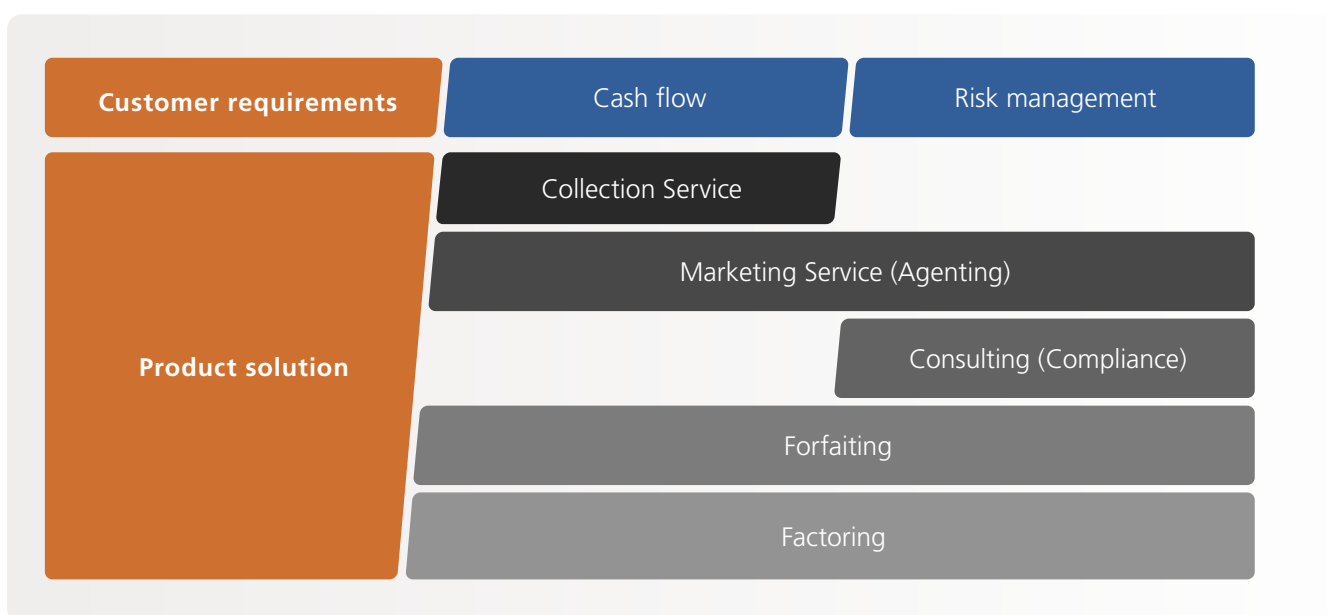 Customer requirements
Cash flow
Risk management
Collection Service
Marketing Service (Agenting)
Product solution
Consulting (Compliance)
Forfaiting
Factoring